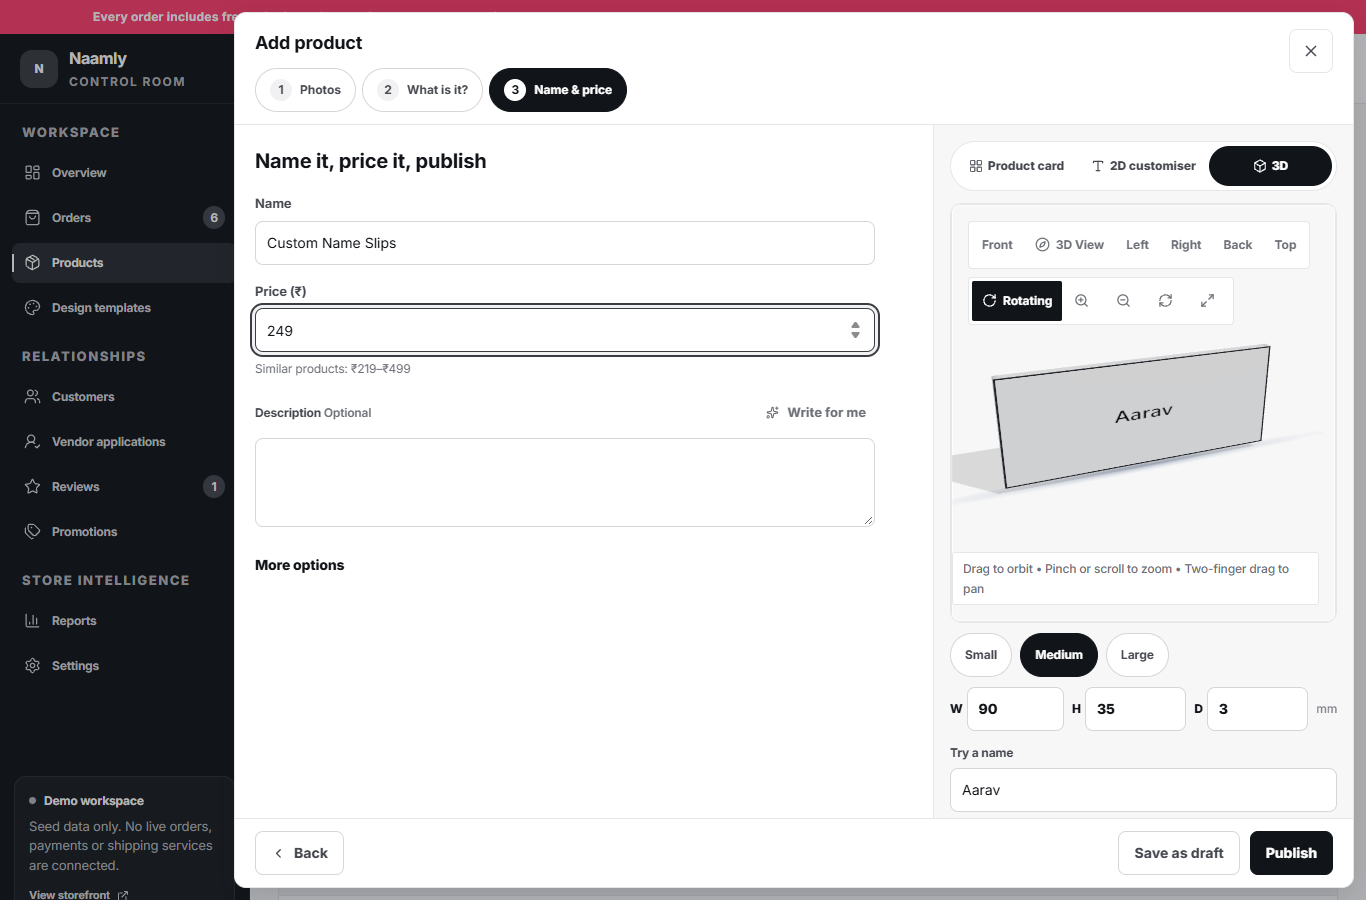 Every order includes fre
N
Naamly
CONTROL ROOM
WORKSPACE
Overview
Orders
6
Products
Design templates
RELATIONSHIPS
Customers
Vendor applications
Reviews
1
Promotions
STORE INTELLIGENCE
Reports
Settings
Demo workspace
Seed data only. No live orders,
payments or shipping services
are connected.
View storefront
Add product
1 Photos
2 What is it?
3 Name & price
Name it, price it, publish
Name
Custom Name Slips
Price (₹)
249
Similar products: ₹219–₹499
Description Optional
Write for me
More options
Back
Product card
2D customiser
3D
Front
3D View
Left
Right
Back
Top
Rotating
Aarav
Drag to orbit • Pinch or scroll to zoom • Two-finger drag to
pan
Small
Medium
Large
W 90 H 35 D 3 mm
Try a name
Aarav
Save as draft
Publish